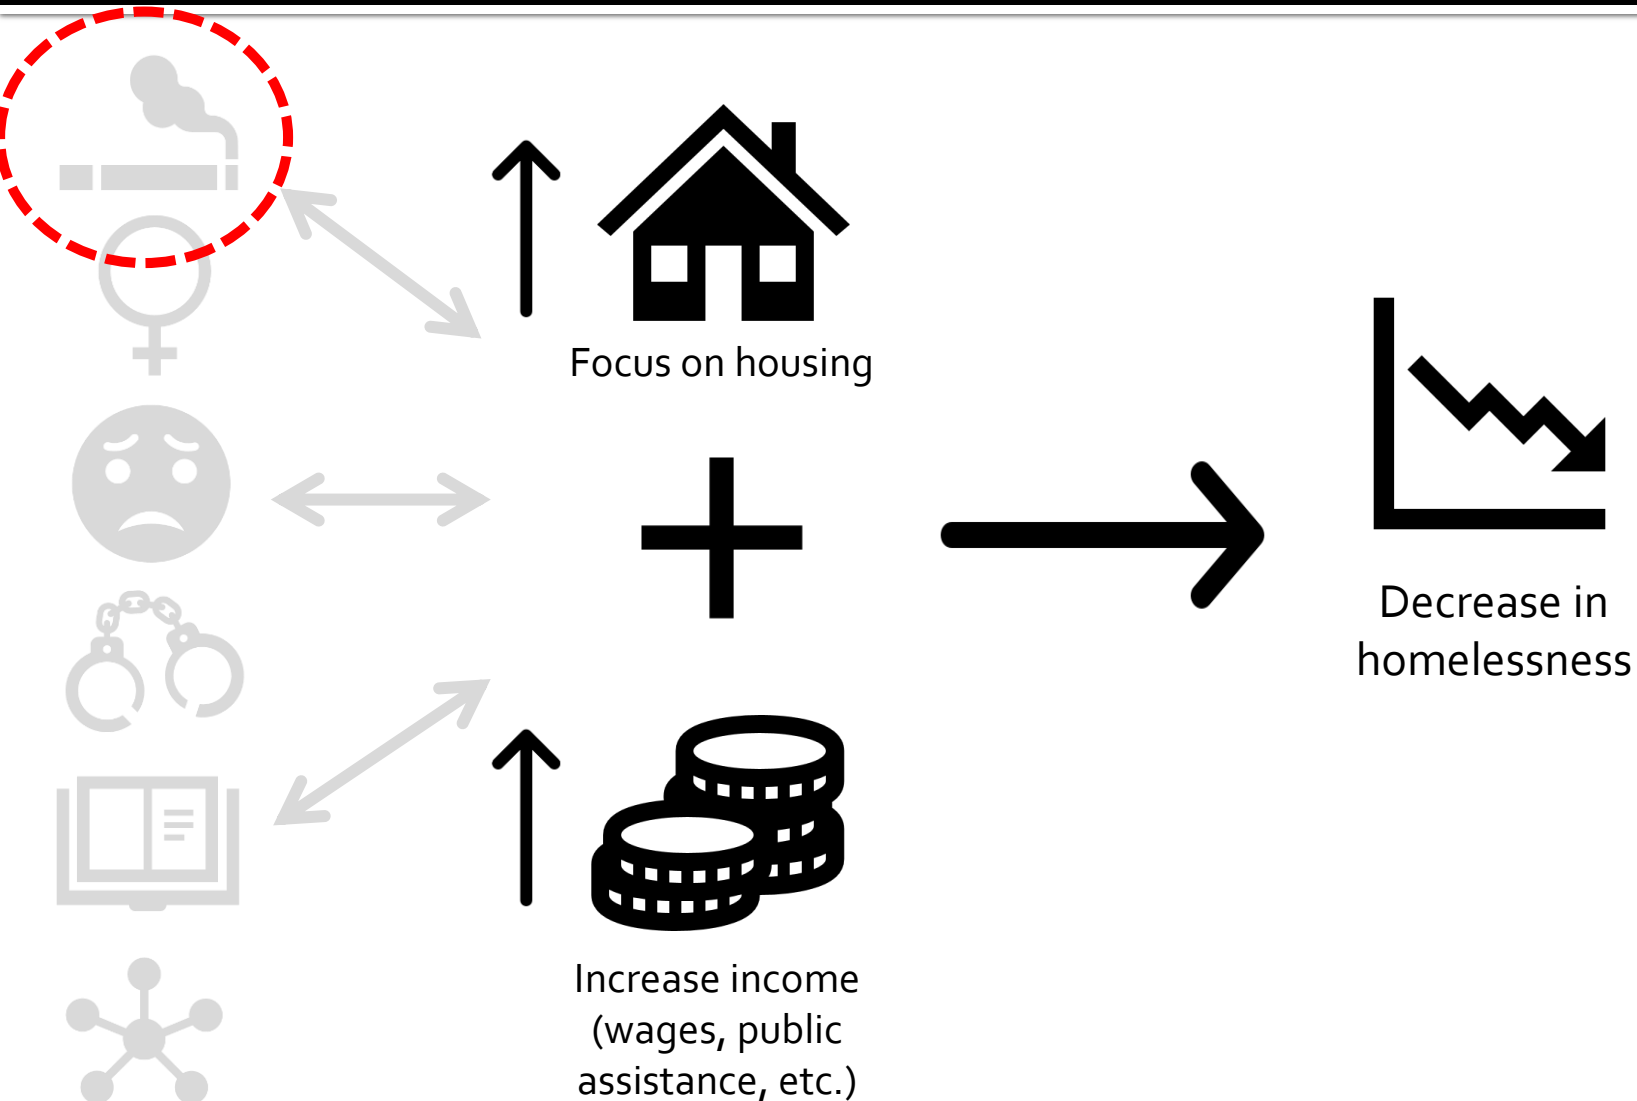 Focus on housing
Decrease in
homelessness
Increase income
(wages, public
assistance, etc.)